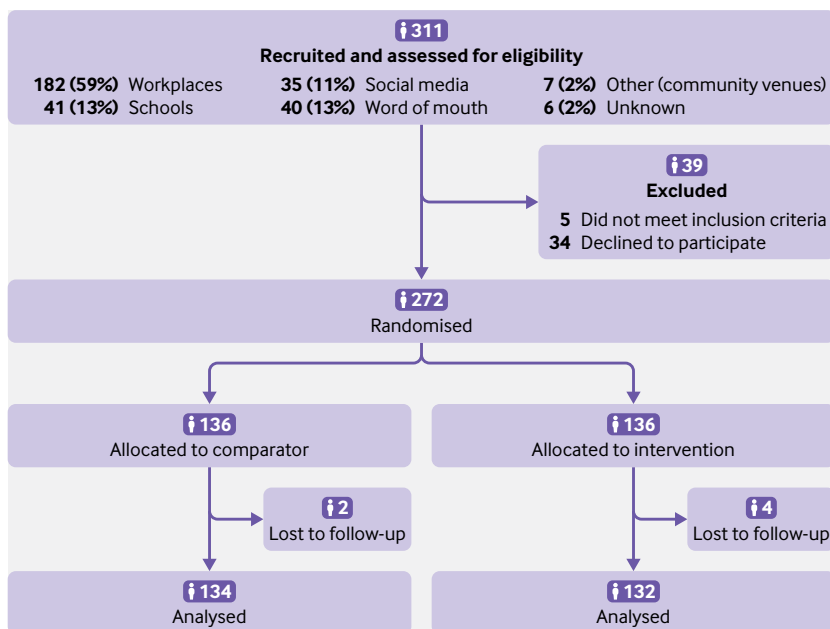 311
Recruited and assessed for eligibility
182 (59%) Workplaces 35 (11%) Social media 7 (2%) Other (community venues)
41 (13%) Schools 40 (13%) Word of mouth 6 (2%) Unknown
39
Excluded
5 Did not meet inclusion criteria
34 Declined to participate
272
Randomised
136
Allocated to comparator
136
Allocated to intervention
2
Lost to follow-up
4
Lost to follow-up
134
Analysed
132
Analysed